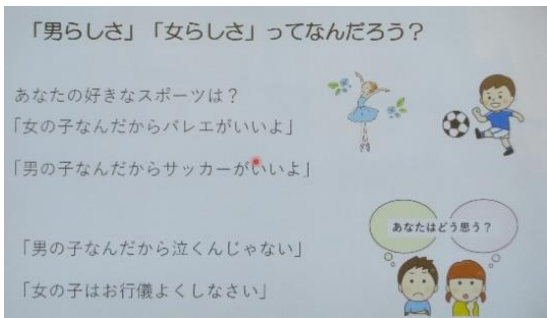 「男らしさ」「女らしさ」ってなんだろう？
あなたの好きなスポーツは？
「女の子なんだからバレエがいいよ」
「男の子なんだからサッカーがいいよ」
あなたはどう思う？
「男の子なんだから泣くんじゃない」
「女の子はお行儀よくしなさい」